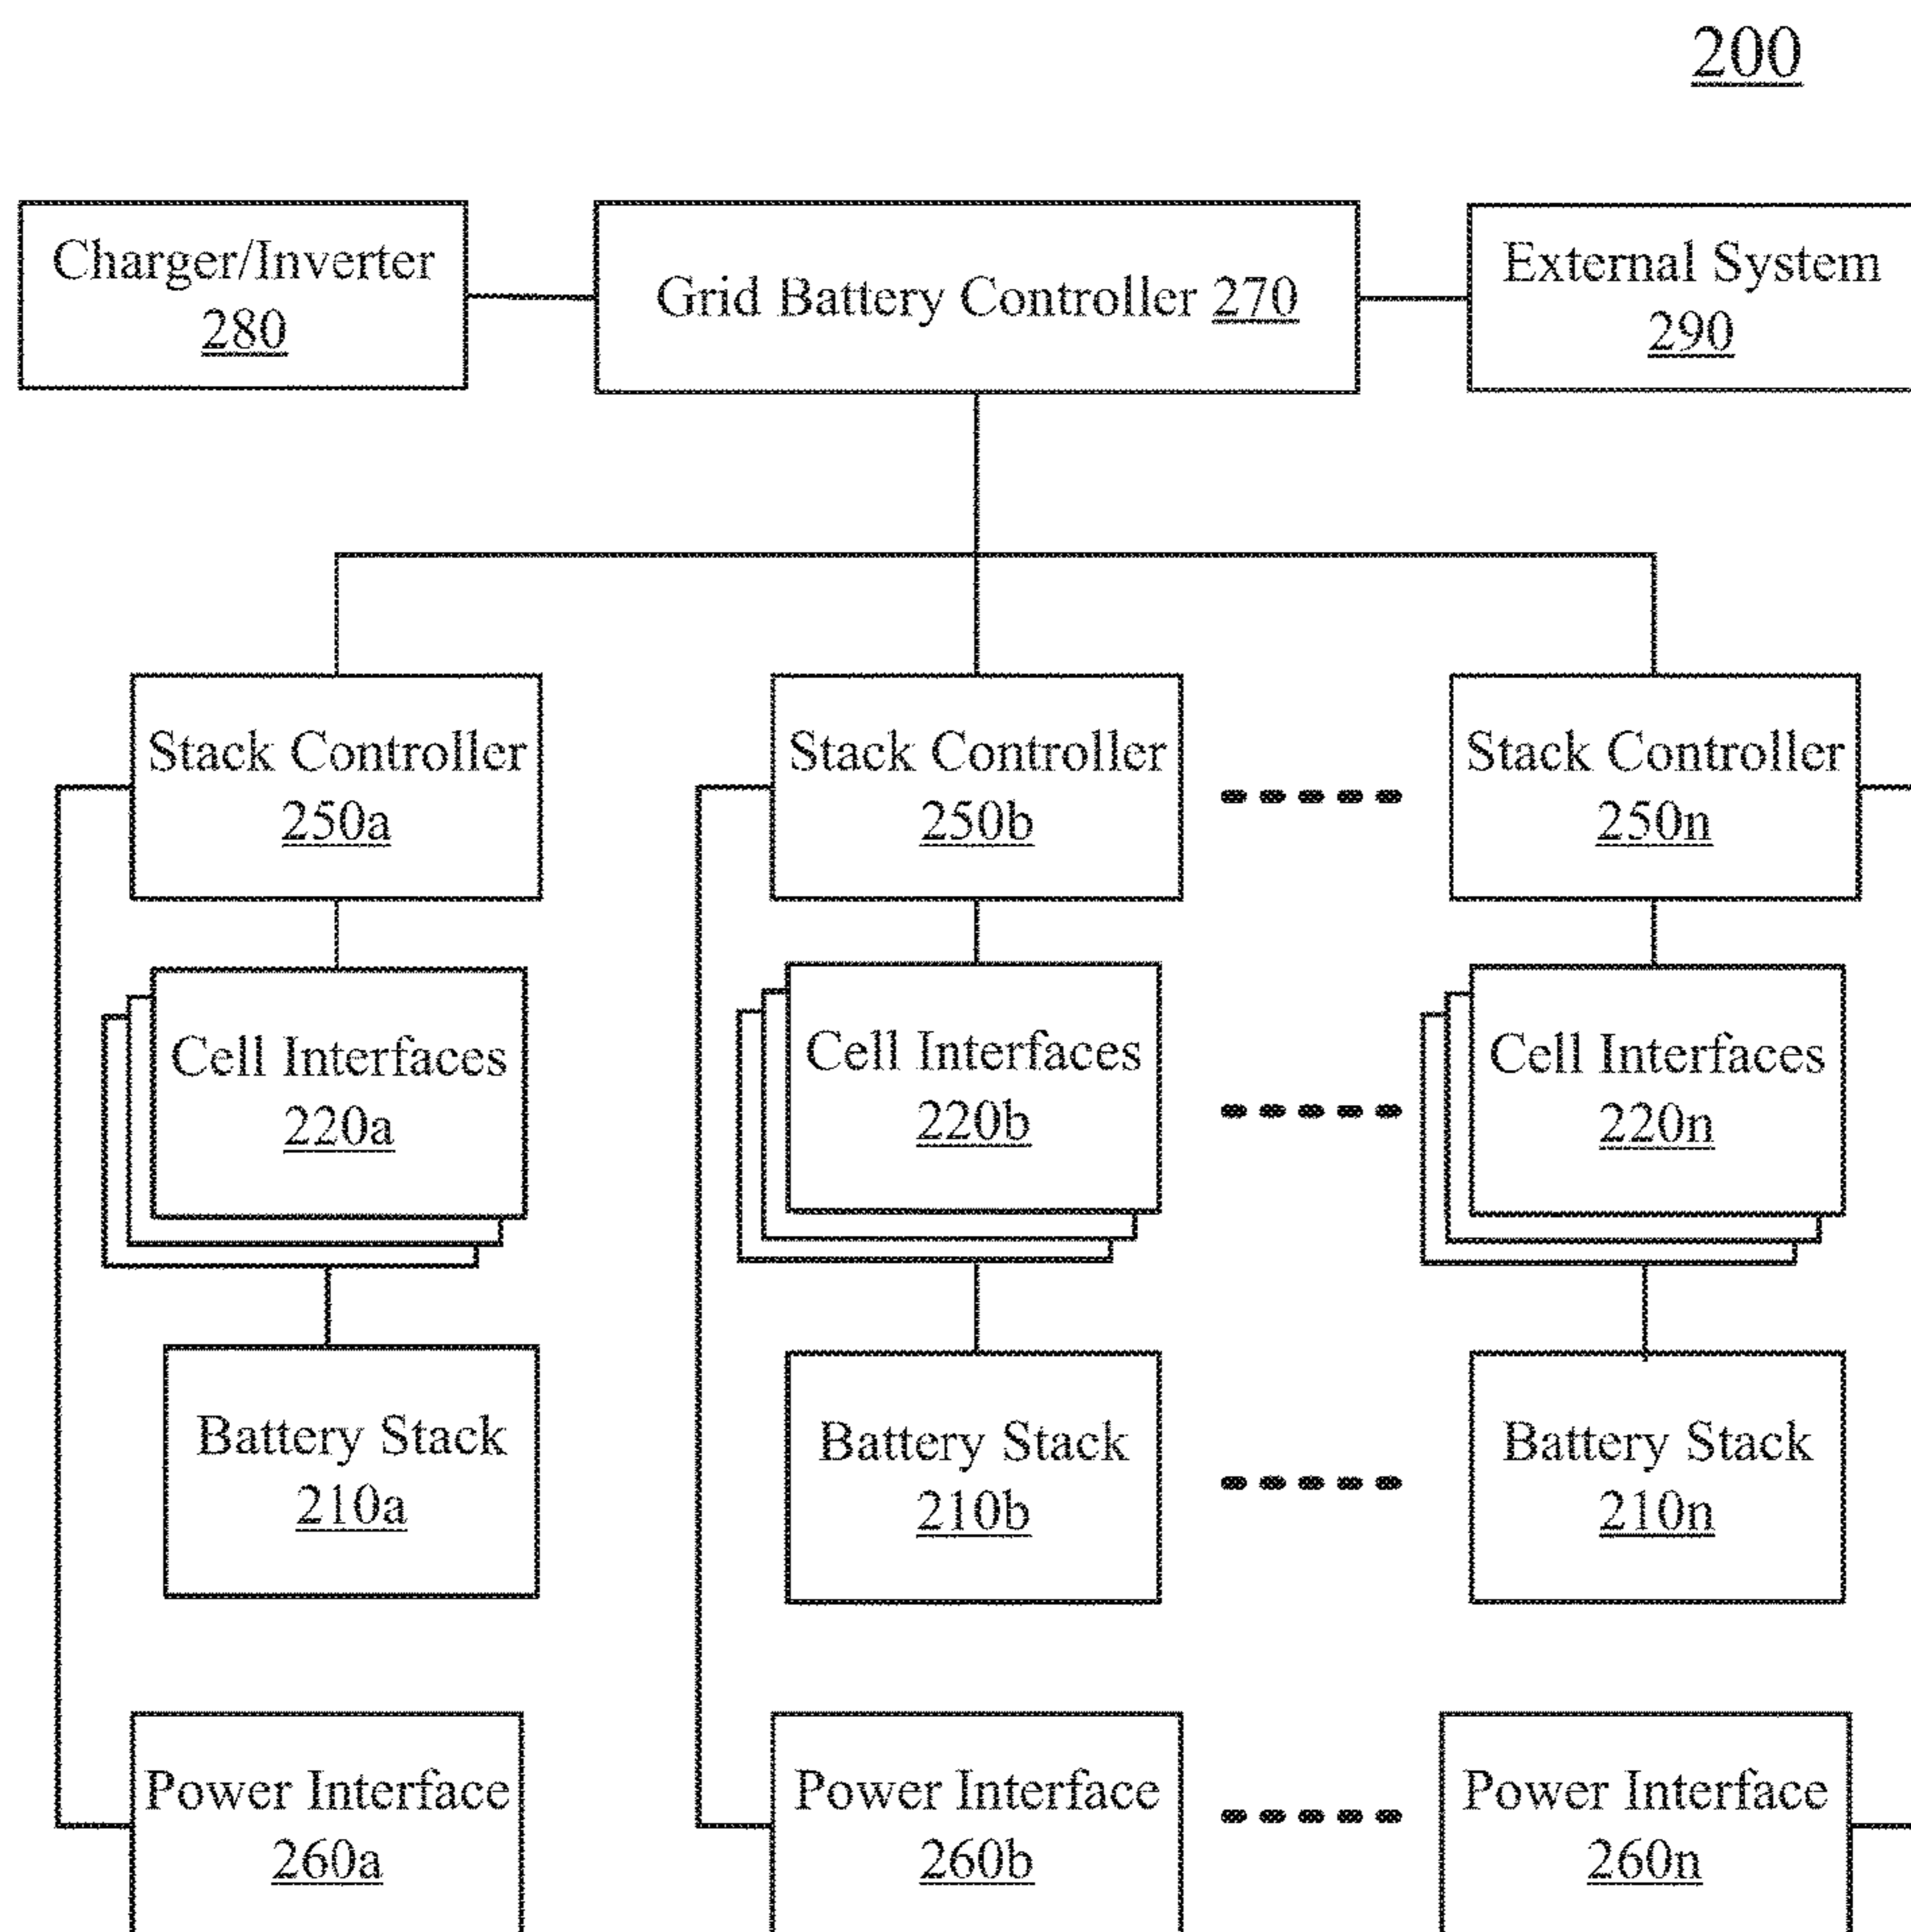 200
Charger/Inverter
280
Grid Battery Controller 270
External System
290
Stack Controller
250a
Stack Controller
250b
Stack Controller
250n
Cell Interfaces
220a
Cell Interfaces
220b
Cell Interfaces
220n
Battery Stack
210a
Battery Stack
210b
Battery Stack
210n
Power Interface
260a
Power Interface
260b
Power Interface
260n